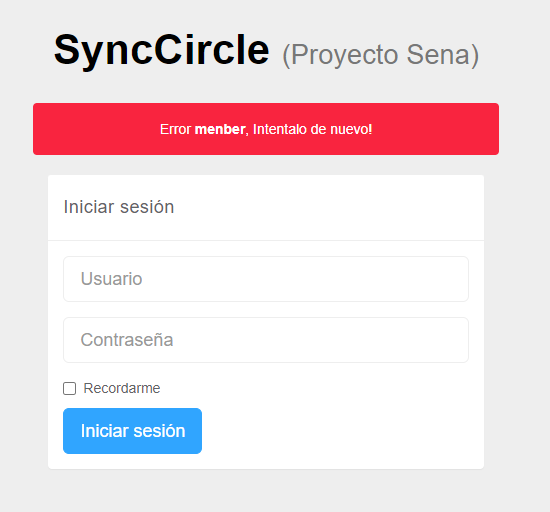 SyncCircle (Proyecto Sena)
Error menber, Intentalo de nuevo!
Iniciar sesión
Usuario
Contraseña
Recordarme
Iniciar sesión